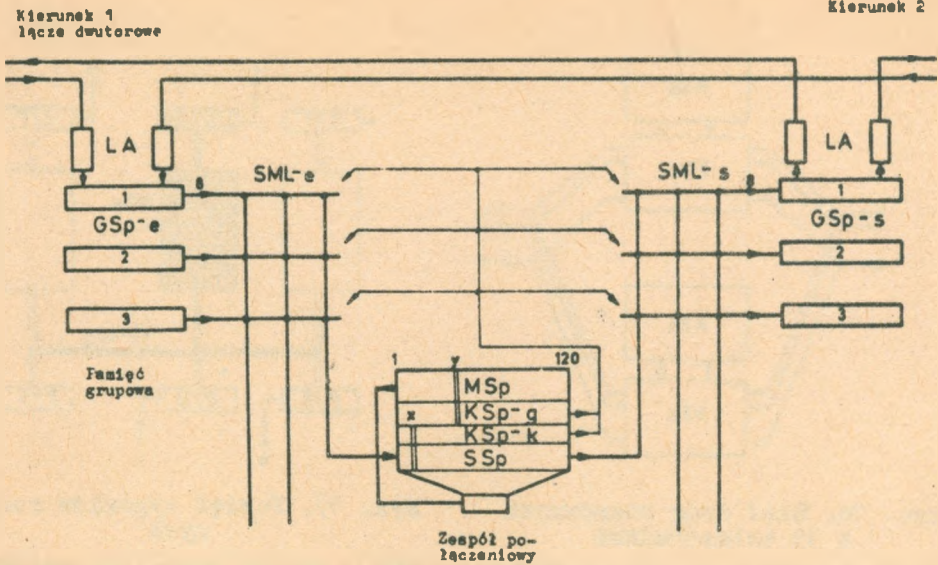 Kierunek 1
łącze dwutorowe
Kierunek 2
LA
LA
SML-e
SML-s
1
8
8
1
GSp-e
GSp-s
2
2
3
3
Pamięć
grupowa
1
y
120
MSp
x
KSp-g
KSp-k
SSp
Zespół po-
łączeniowy